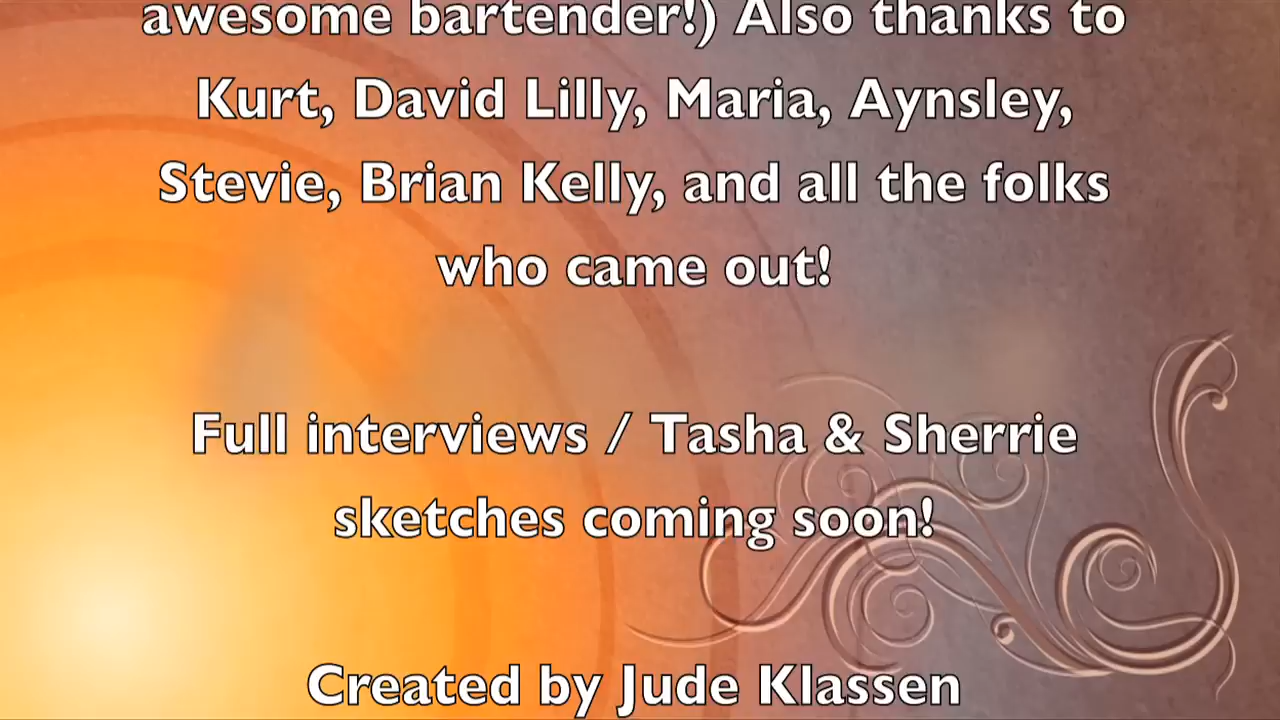 awesome bartender!) Also thanks to
Kurt, David Lilly, Maria, Aynsley,
Stevie, Brian Kelly, and all the folks
who came out!
Full interviews / Tasha & Sherrie
sketches coming soon!
Created by Jude Klassen